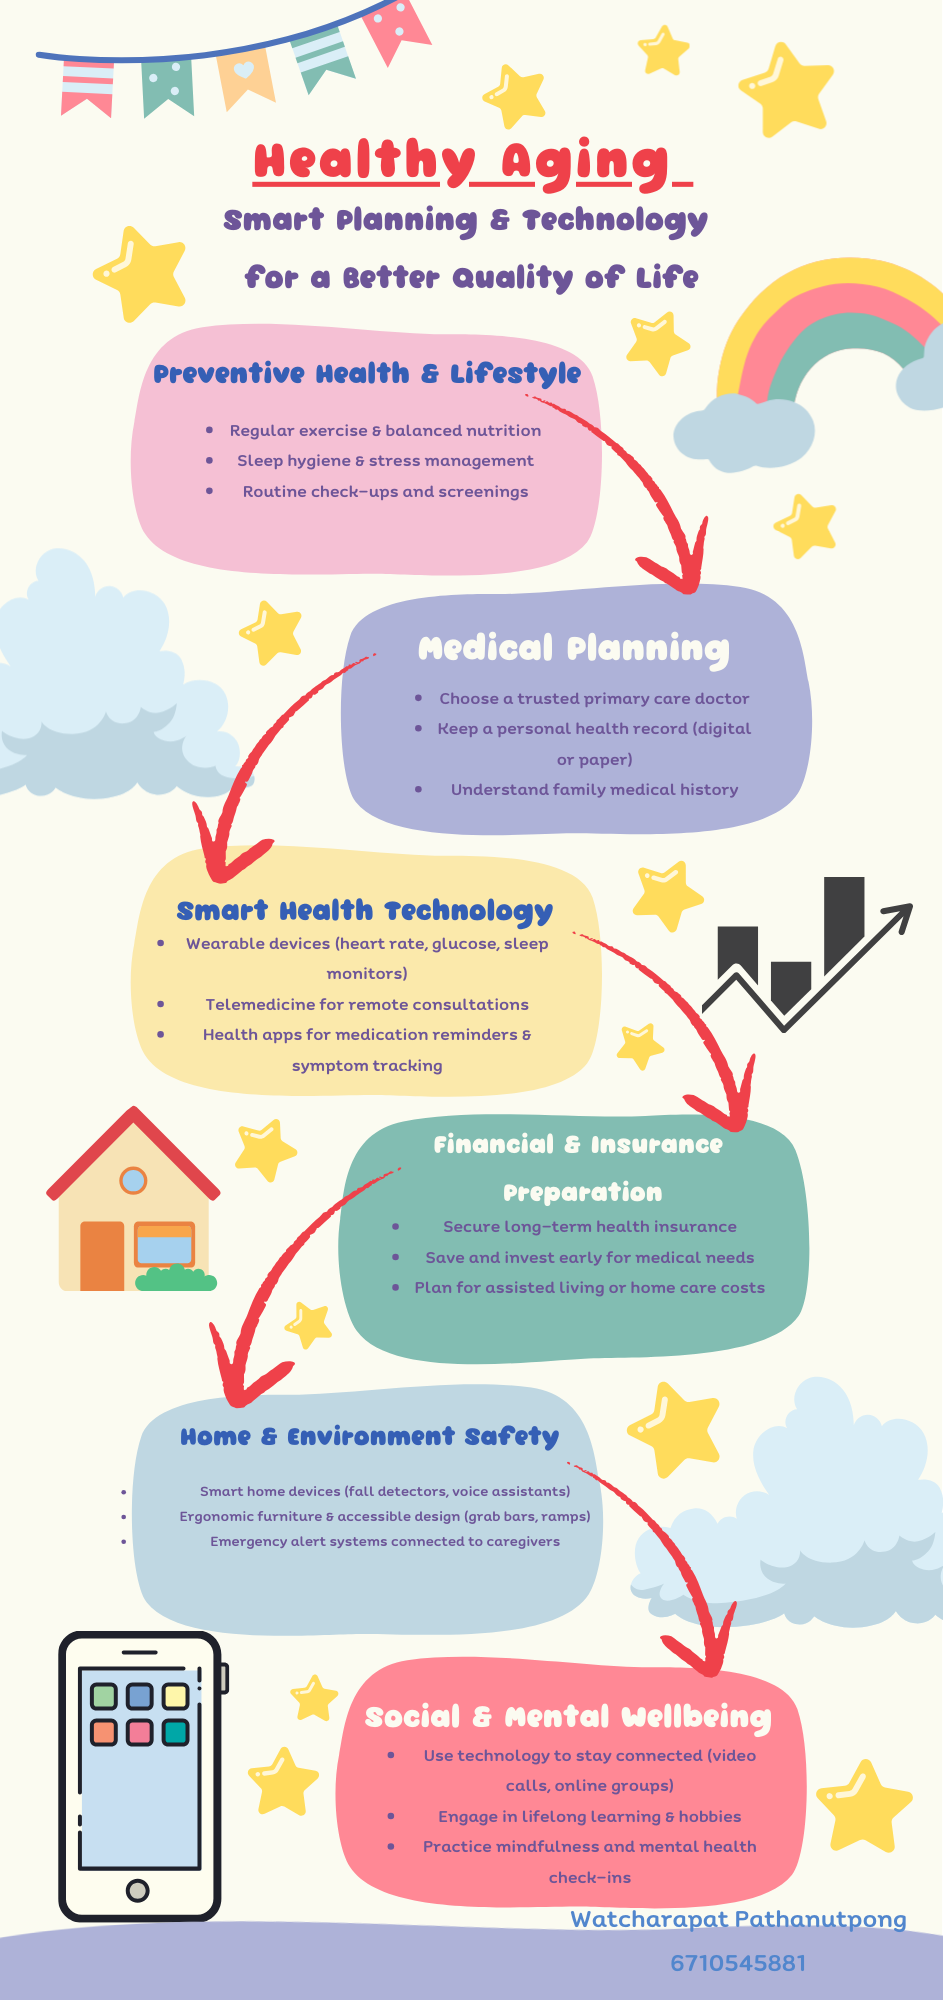 Healthy Aging
Smart Planning & Technology
for a Better Quality of Life
Preventive Health & Lifestyle
• Regular exercise & balanced nutrition
• Sleep hygiene & stress management
• Routine check-ups and screenings
Medical Planning
• Choose a trusted primary care doctor
• Keep a personal health record (digital
or paper)
• Understand family medical history
Smart Health Technology
• Wearable devices (heart rate, glucose, sleep
monitors)
• Telemedicine for remote consultations
• Health apps for medication reminders &
symptom tracking
Financial & Insurance
Preparation
• Secure long-term health insurance
• Save and invest early for medical needs
• Plan for assisted living or home care costs
Home & Environment Safety
• Smart home devices (fall detectors, voice assistants)
• Ergonomic furniture & accessible design (grab bars, ramps)
• Emergency alert systems connected to caregivers
Social & Mental Wellbeing
• Use technology to stay connected (video
calls, online groups)
• Engage in lifelong learning & hobbies
• Practice mindfulness and mental health
check-ins
Watcharapat Pathanutpong
6710545881